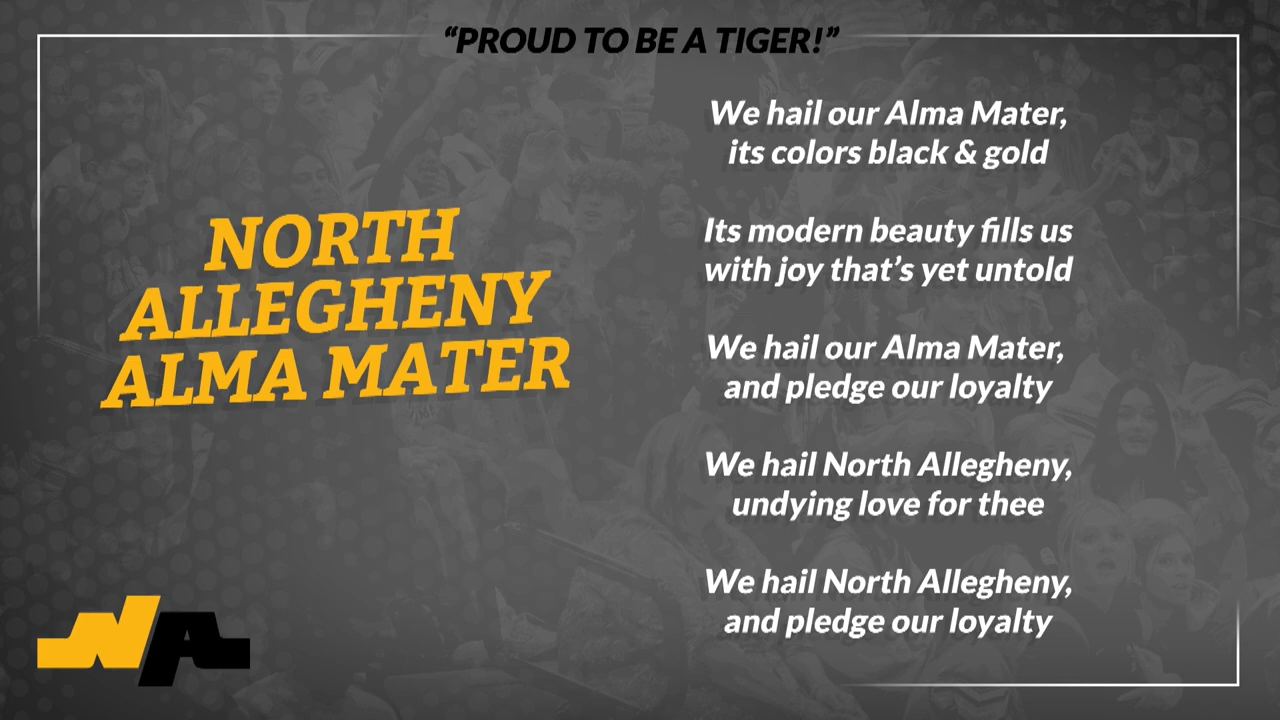 “PROUD TO BE A TIGER!”
NORTH
ALLEGHENY
ALMA MATER
We hail our Alma Mater,
its colors black & gold
Its modern beauty fills us
with joy that’s yet untold
We hail our Alma Mater,
and pledge our loyalty
We hail North Allegheny,
undying love for thee
We hail North Allegheny,
and pledge our loyalty
NA